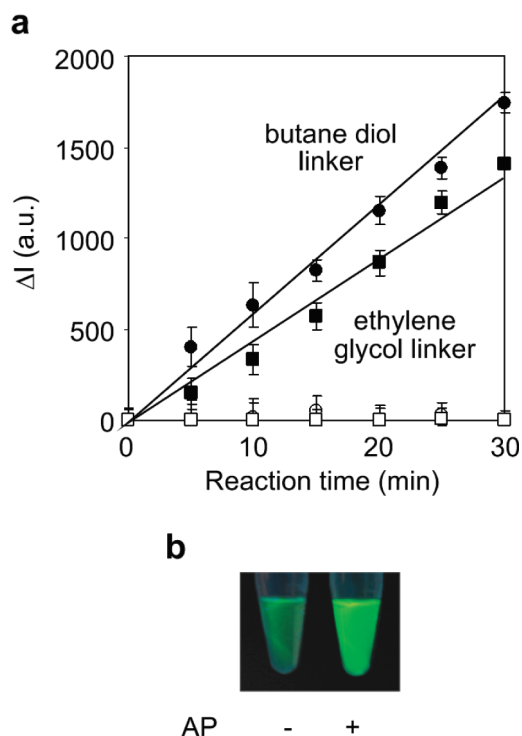 a
2000
1500
1000
500
0
ΔI (a.u.)
butane diol
linker
ethylene
glycol linker
0 10 20 30
Reaction time (min)
b
AP - +